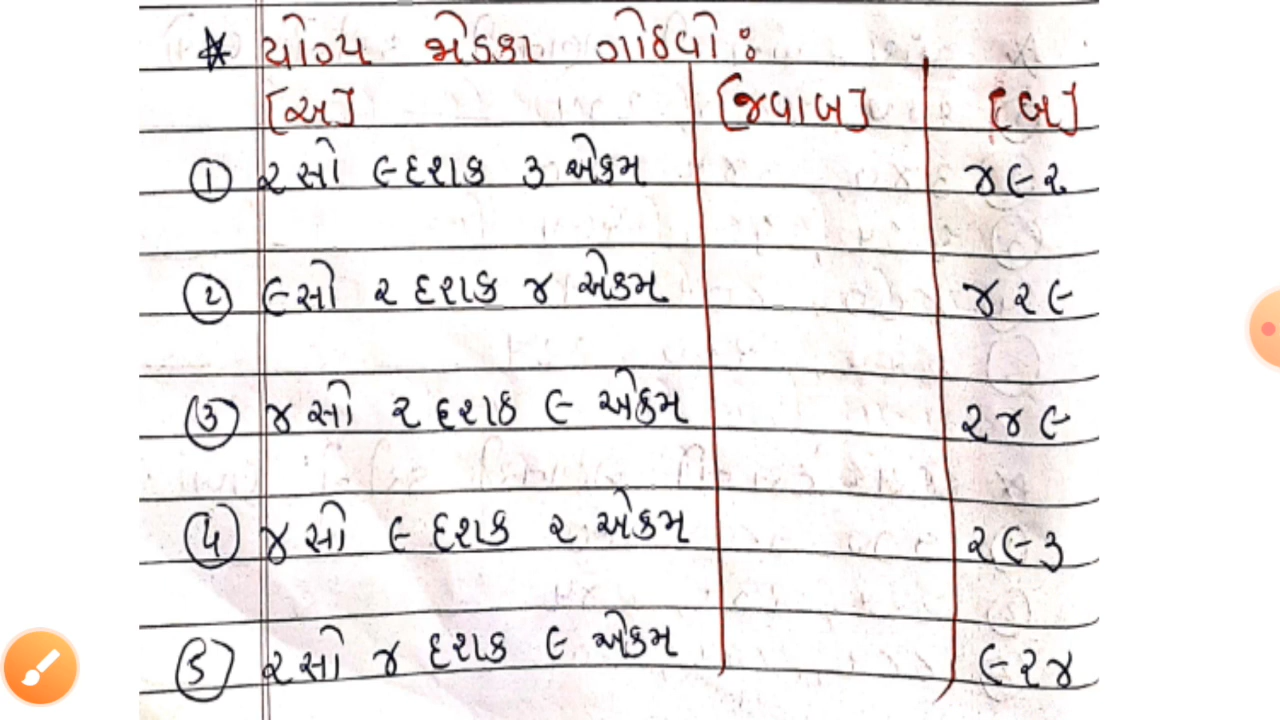 * યોગ્ય જોડકા ગોઠવો :
[અ] [જવાબ] [બ]
① ૨ સો ૯ દશક ૩ એકમ ૪૯૨
② ૯ સો ૨ દશક ૪ એકમ ૪૨૯
③ ૪ સો ૨ દશક ૯ એકમ ૨૪૯
④ ૪ સો ૯ દશક ૨ એકમ ૨૯૩
⑤ ૨ સો ૪ દશક ૯ એકમ ૯૨૪